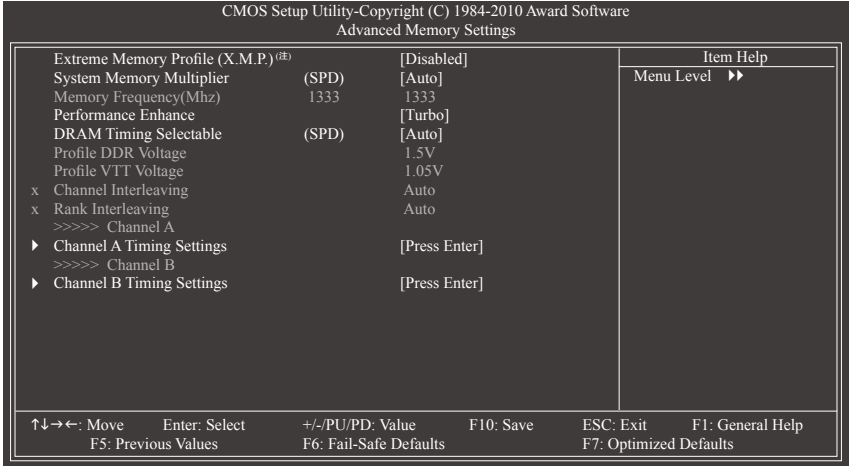 CMOS Setup Utility-Copyright (C) 1984-2010 Award Software
Advanced Memory Settings
Extreme Memory Profile (X.M.P.) (注) [Disabled]
System Memory Multiplier (SPD) [Auto]
Memory Frequency(Mhz) 1333 1333
Performance Enhance [Turbo]
DRAM Timing Selectable (SPD) [Auto]
Profile DDR Voltage 1.5V
Profile VTT Voltage 1.05V
x Channel Interleaving Auto
x Rank Interleaving Auto
>>>>> Channel A
Channel A Timing Settings [Press Enter]
>>>>> Channel B
Channel B Timing Settings [Press Enter]
Item Help
Menu Level
↑↓→←: Move Enter: Select +/-/PU/PD: Value F10: Save ESC: Exit F1: General Help
F5: Previous Values F6: Fail-Safe Defaults F7: Optimized Defaults